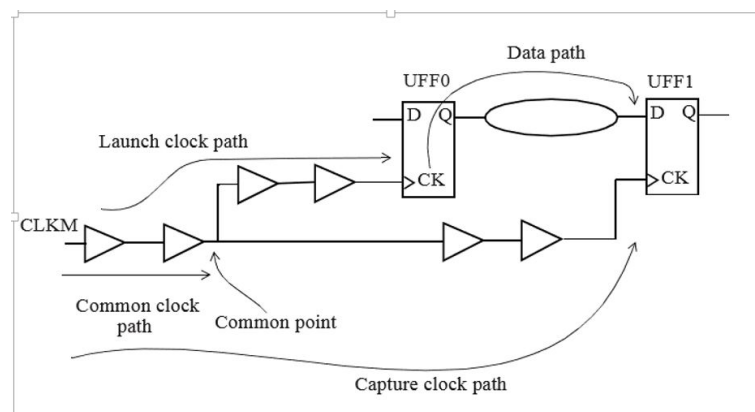 Data path
UFF0
UFF1
D Q
D Q
Launch clock path
CK
CK
CLKM
Common clock
path
Common point
Capture clock path